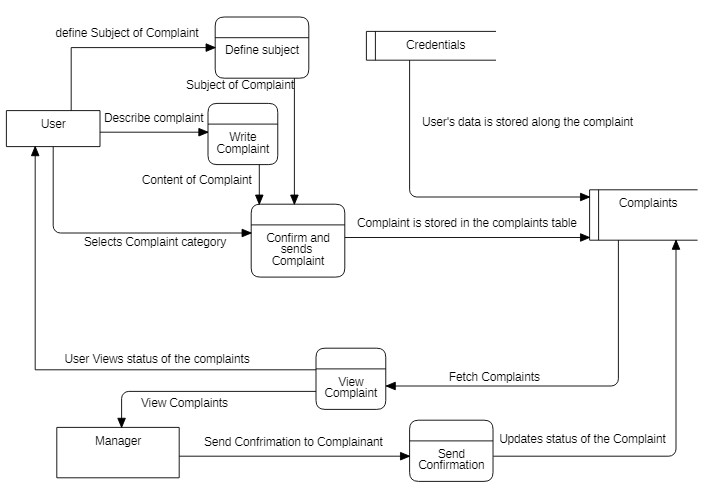 define Subject of Complaint
Define subject
Credentials
Subject of Complaint
User
Describe complaint
Write
Complaint
User's data is stored along the complaint
Content of Complaint
Complaints
Complaint is stored in the complaints table
Confirm and
sends
Complaint
Selects Complaint category
User Views status of the complaints
View
Complaint
Fetch Complaints
View Complaints
Manager
Send Confrimation to Complainant
Send
Confirmation
Updates status of the Complaint